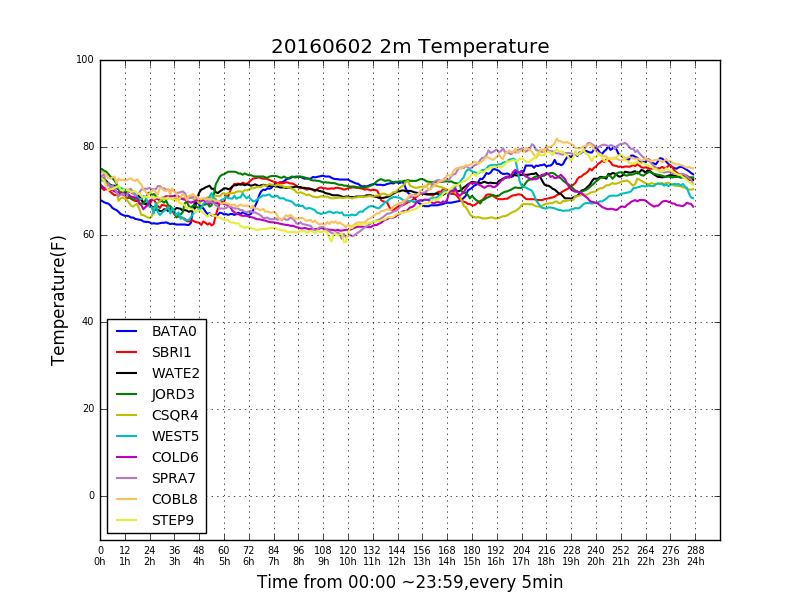 20160602 2m Temperature
Temperature(F)
100
80
60
40
20
0
BATA0
SBRI1
WATE2
JORD3
CSQR4
WEST5
COLD6
SPRA7
COBL8
STEP9
0 12 24 36 48 60 72 84 96 108 120 132 144 156 168 180 192 204 216 228 240 252 264 276 288
0h 1h 2h 3h 4h 5h 6h 7h 8h 9h 10h 11h 12h 13h 14h 15h 16h 17h 18h 19h 20h 21h 22h 23h 24h
Time from 00:00 ~23:59,every 5min